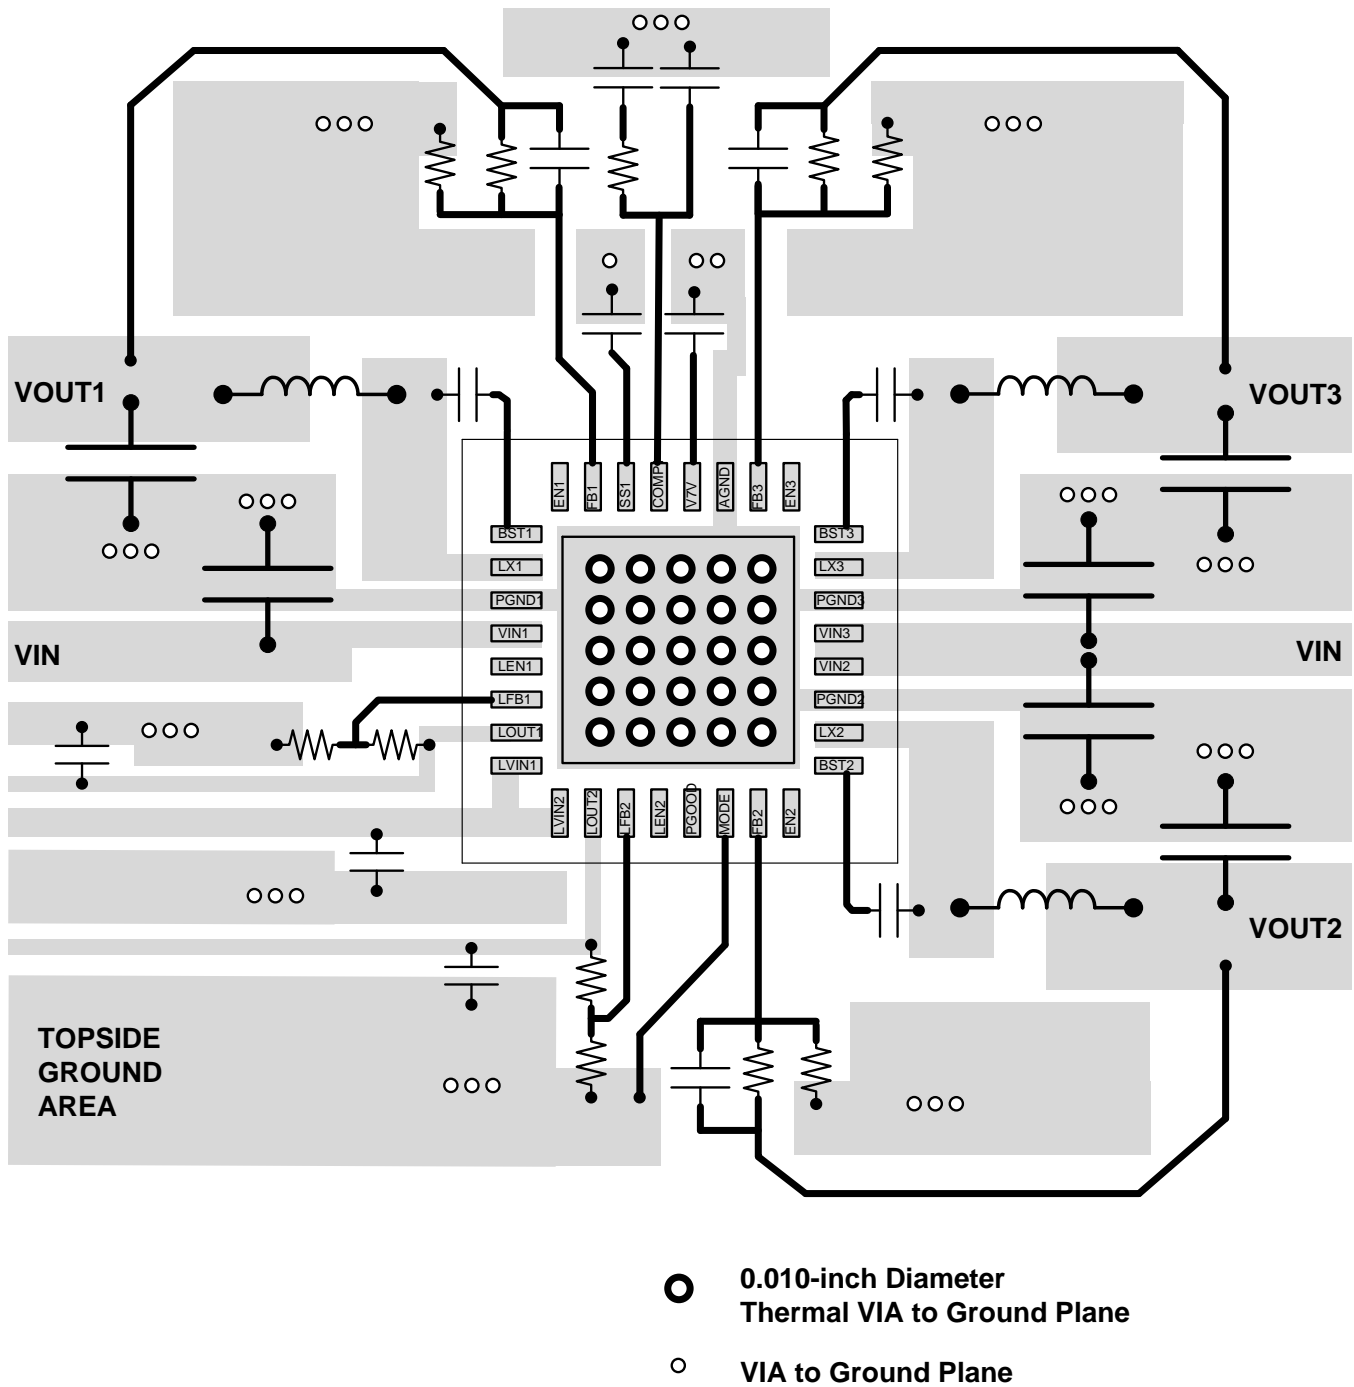 VOUT1
VOUT3
EN1
FB1
SS1
COMP
V7V
AGND
FB3
EN3
BST1
BST3
LX1
LX3
PGND1
PGND3
VIN
VIN1
VIN3
VIN
LEN1
VIN2
LFB1
PGND2
LOUT1
LX2
LVIN1
BST2
LVIN2
LOUT2
LFB2
LEN2
PGOOD
MODE
FB2
EN2
VOUT2
TOPSIDE
GROUND
AREA
0.010-inch Diameter
Thermal VIA to Ground Plane
VIA to Ground Plane